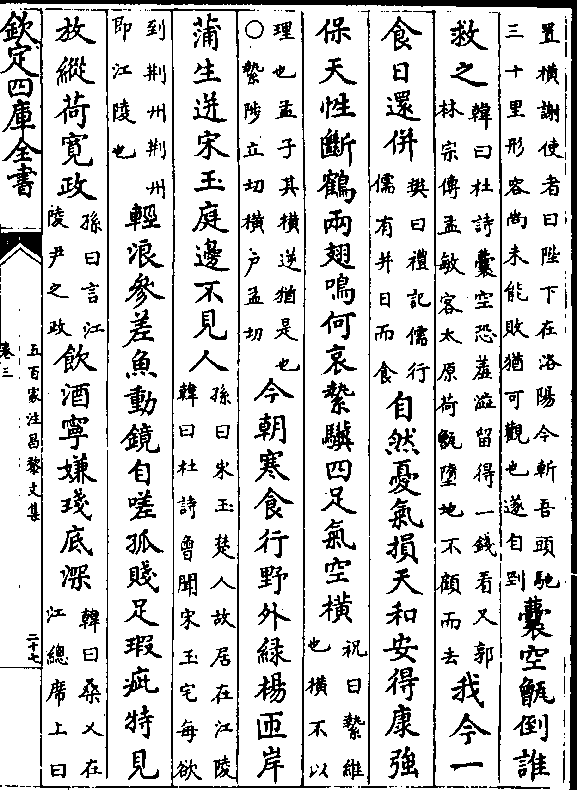 置橫謝使者曰陛下在洛陽今斬吾頭馳
三十里形容尚未能敗猶可觀也遂自剄
囊空甑倒誰
救之
韓曰杜詩囊空恐羞澁留得一錢看又郭
林宗傳孟敏客太原荷甑墮地不顧而去
我今一
食日還併
樊曰禮記儒行
儒有并日而食
自然憂氣損天和安得康強
保天性斷鶴兩翅鳴何哀縶驥四足氣空橫
祝曰縶維
也橫不以
理也孟子其橫逆猶是也
○縶陟立切橫戶孟切
今朝寒食行野外緑楊匝岸
蒲生迸宋玉庭邊不見人
孫曰宋玉楚人故居在江陵
韓曰杜詩曾聞宋玉宅每欲
到荆州荆州
即江陵也
輕浪參差魚動鏡自嗟孤賤足瑕疵特見
放縱荷寛政
孫曰言江
陵尹之政
飲酒寧嫌琖底深
韓曰桑乂在
江總席上曰
欽定四庫全書
卷三
五百家注昌黎文集
二十七